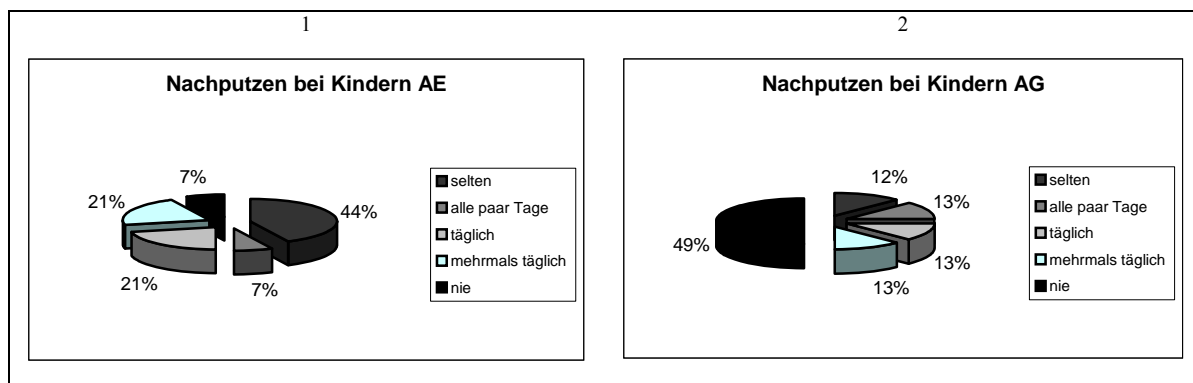 1
2
Nachputzen bei Kindern AE
44%
7%
21%
21%
7%
selten
alle paar Tage
täglich
mehrmals täglich
nie
Nachputzen bei Kindern AG
12%
13%
13%
13%
49%
selten
alle paar Tage
täglich
mehrmals täglich
nie